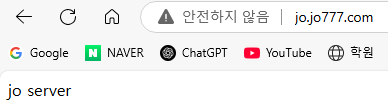 안전하지 않음 | jo.jo777.com
Google NAVER ChatGPT YouTube 학원
jo server